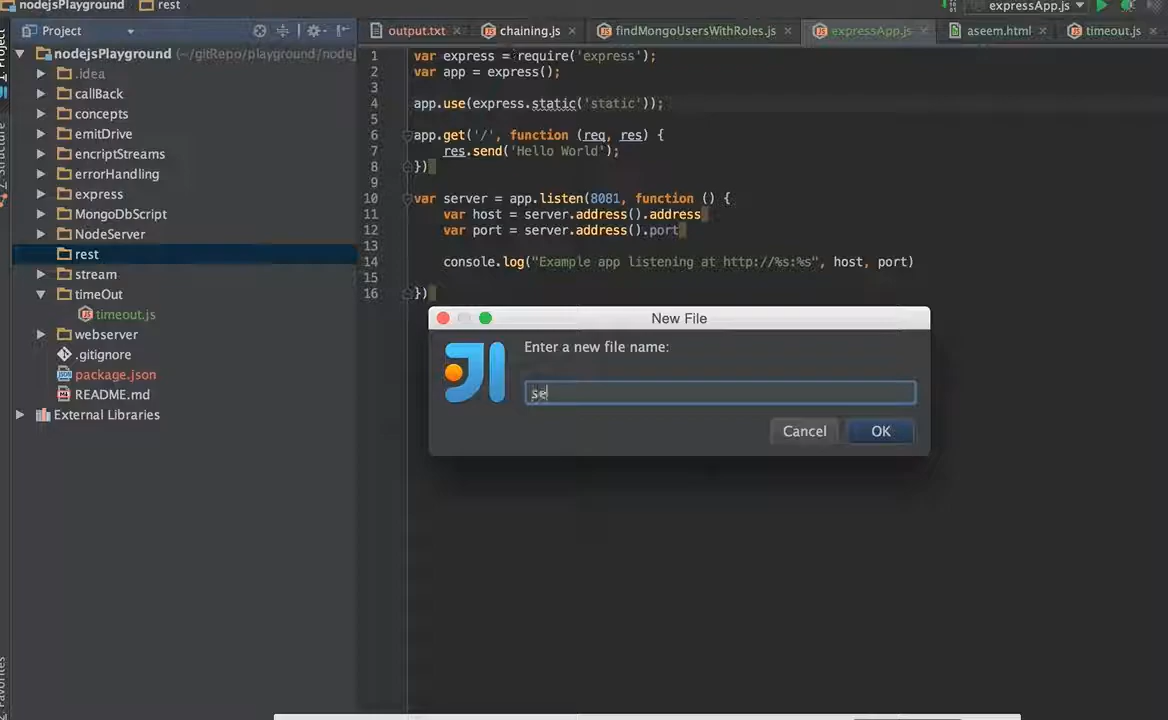 nodejsPlayground rest
expressApp.js
Project
output.txt chaining.js findMongoUsersWithRoles.js expressApp.js aseem.html timeout.js
nodejsPlayground (~/gitRepo/playground/nodej
.idea
callBack
concepts
emitDrive
encriptStreams
errorHandling
express
MongoDbScript
NodeServer
rest
stream
timeOut
timeout.js
webserver
.gitignore
package.json
README.md
External Libraries
1 var express = require('express');
2 var app = express();
3
4 app.use(express.static('static'));
5
6 app.get('/', function (req, res) {
7 res.send('Hello World');
8 })
9
10 var server = app.listen(8081, function () {
11 var host = server.address().address
12 var port = server.address().port
13
14 console.log("Example app listening at http://%s:%s", host, port)
15
16 })
New File
Enter a new file name:
se
Cancel OK
1: Project
Z: Structure
2: Favorites